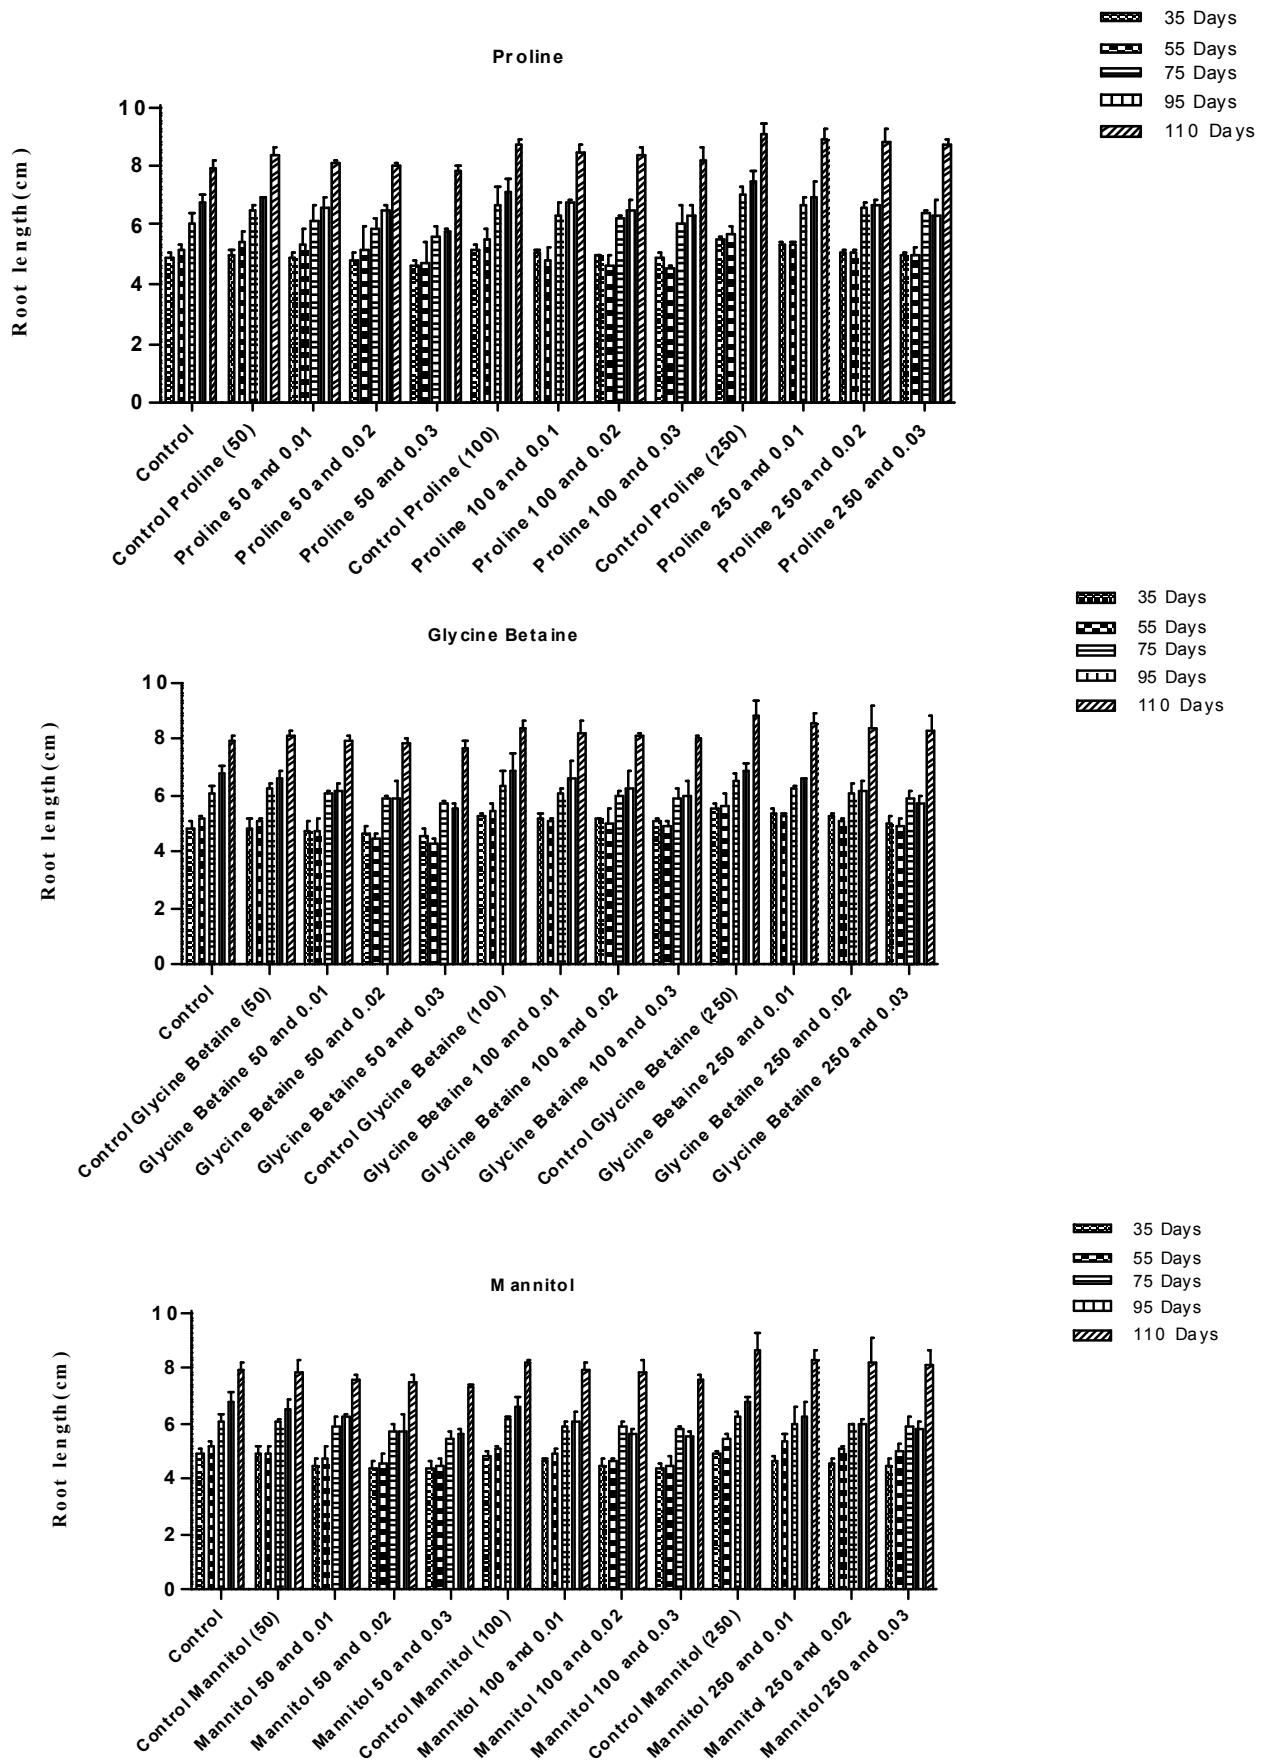 Proline
35 Days
55 Days
75 Days
95 Days
110 Days
Root length(cm)
10
8
6
4
2
0
Control
Control Proline (50)
Proline 50 and 0.01
Proline 50 and 0.02
Proline 50 and 0.03
Control Proline (100)
Proline 100 and 0.01
Proline 100 and 0.02
Proline 100 and 0.03
Control Proline (250)
Proline 250 and 0.01
Proline 250 and 0.02
Proline 250 and 0.03
Glycine Betaine
35 Days
55 Days
75 Days
95 Days
110 Days
Root length(cm)
10
8
6
4
2
0
Control
Control Glycine Betaine (50)
Glycine Betaine 50 and 0.01
Glycine Betaine 50 and 0.02
Glycine Betaine 50 and 0.03
Control Glycine Betaine (100)
Glycine Betaine 100 and 0.01
Glycine Betaine 100 and 0.02
Glycine Betaine 100 and 0.03
Control Glycine Betaine (250)
Glycine Betaine 250 and 0.01
Glycine Betaine 250 and 0.02
Glycine Betaine 250 and 0.03
Mannitol
35 Days
55 Days
75 Days
95 Days
110 Days
Root length(cm)
10
8
6
4
2
0
Control
Control Mannitol (50)
Mannitol 50 and 0.01
Mannitol 50 and 0.02
Mannitol 50 and 0.03
Control Mannitol (100)
Mannitol 100 and 0.01
Mannitol 100 and 0.02
Mannitol 100 and 0.03
Control Mannitol (250)
Mannitol 250 and 0.01
Mannitol 250 and 0.02
Mannitol 250 and 0.03